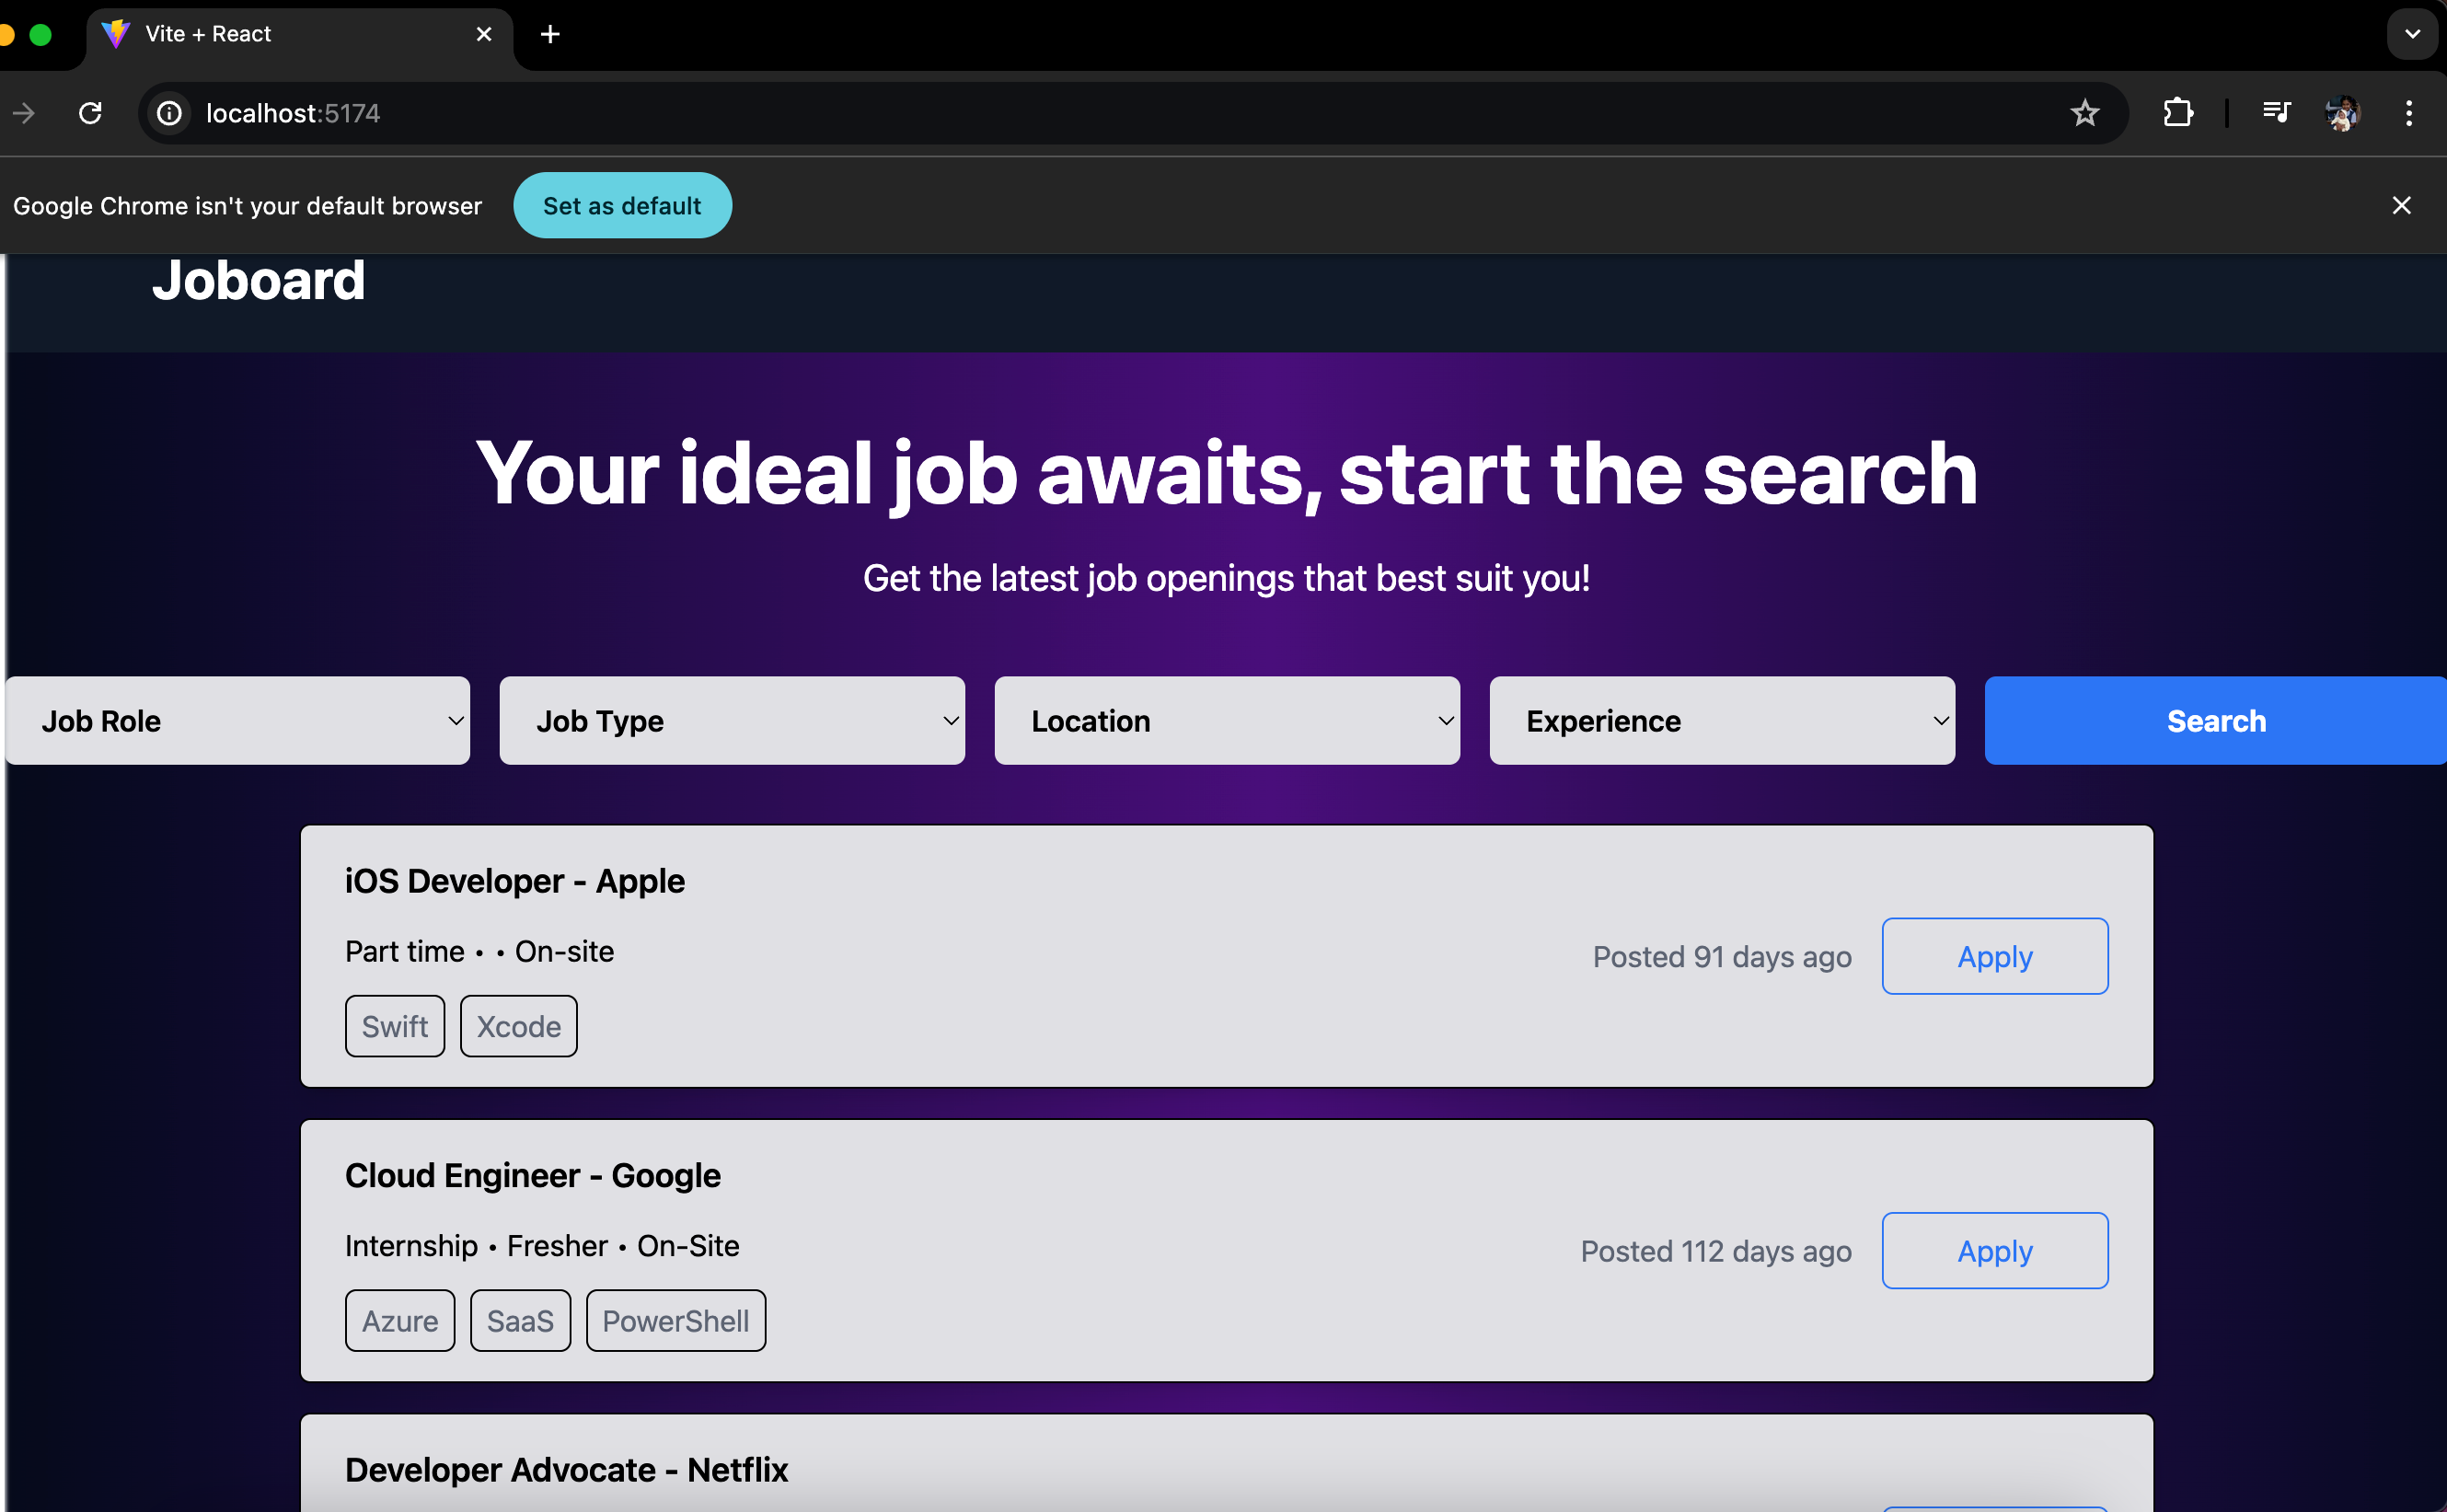 Vite + React
localhost:5174
Google Chrome isn't your default browser Set as default
Joboard
Your ideal job awaits, start the search
Get the latest job openings that best suit you!
Job Role Job Type Location Experience Search
iOS Developer - Apple
Part time • • On-site
Posted 91 days ago Apply
Swift Xcode
Cloud Engineer - Google
Internship • Fresher • On-Site
Posted 112 days ago Apply
Azure SaaS PowerShell
Developer Advocate - Netflix